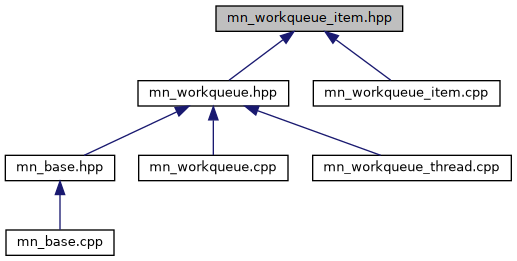 mn_workqueue_item.hpp
mn_workqueue.hpp
mn_workqueue_item.cpp
mn_base.hpp
mn_workqueue.cpp
mn_workqueue_thread.cpp
mn_base.cpp